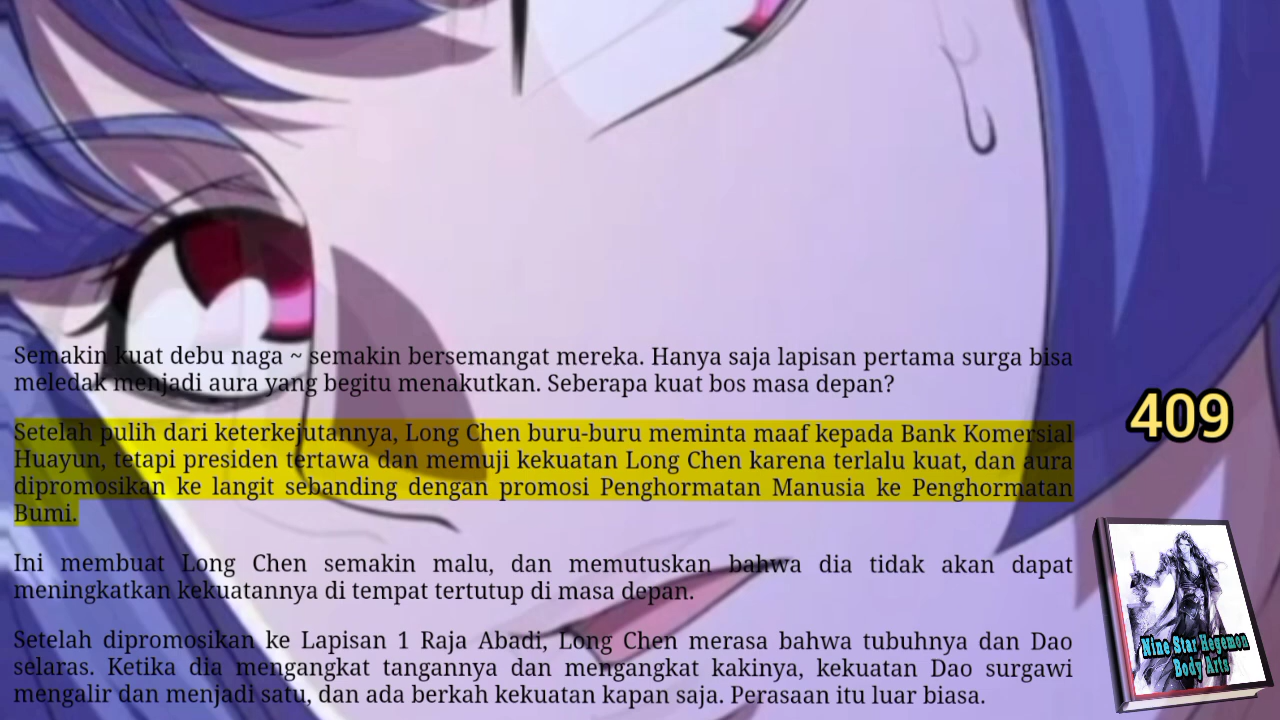 Semakin kuat debu naga ~ semakin bersemangat mereka. Hanya saja lapisan pertama surga bisa
meledak menjadi aura yang begitu menakutkan. Seberapa kuat bos masa depan?
Setelah pulih dari keterkejutannya, Long Chen buru-buru meminta maaf kepada Bank Komersial
Huayun, tetapi presiden tertawa dan memuji kekuatan Long Chen karena terlalu kuat, dan aura
dipromosikan ke langit sebanding dengan promosi Penghormatan Manusia ke Penghormatan
Bumi.
409
Ini membuat Long Chen semakin malu, dan memutuskan bahwa dia tidak akan dapat
meningkatkan kekuatannya di tempat tertutup di masa depan.
Setelah dipromosikan ke Lapisan 1 Raja Abadi, Long Chen merasa bahwa tubuhnya dan Dao
selaras. Ketika dia mengangkat tangannya dan mengangkat kakinya, kekuatan Dao surgawi
mengalir dan menjadi satu, dan ada berkah kekuatan kapan saja. Perasaan itu luar biasa.
Nine Star Hegemon
Body Arts